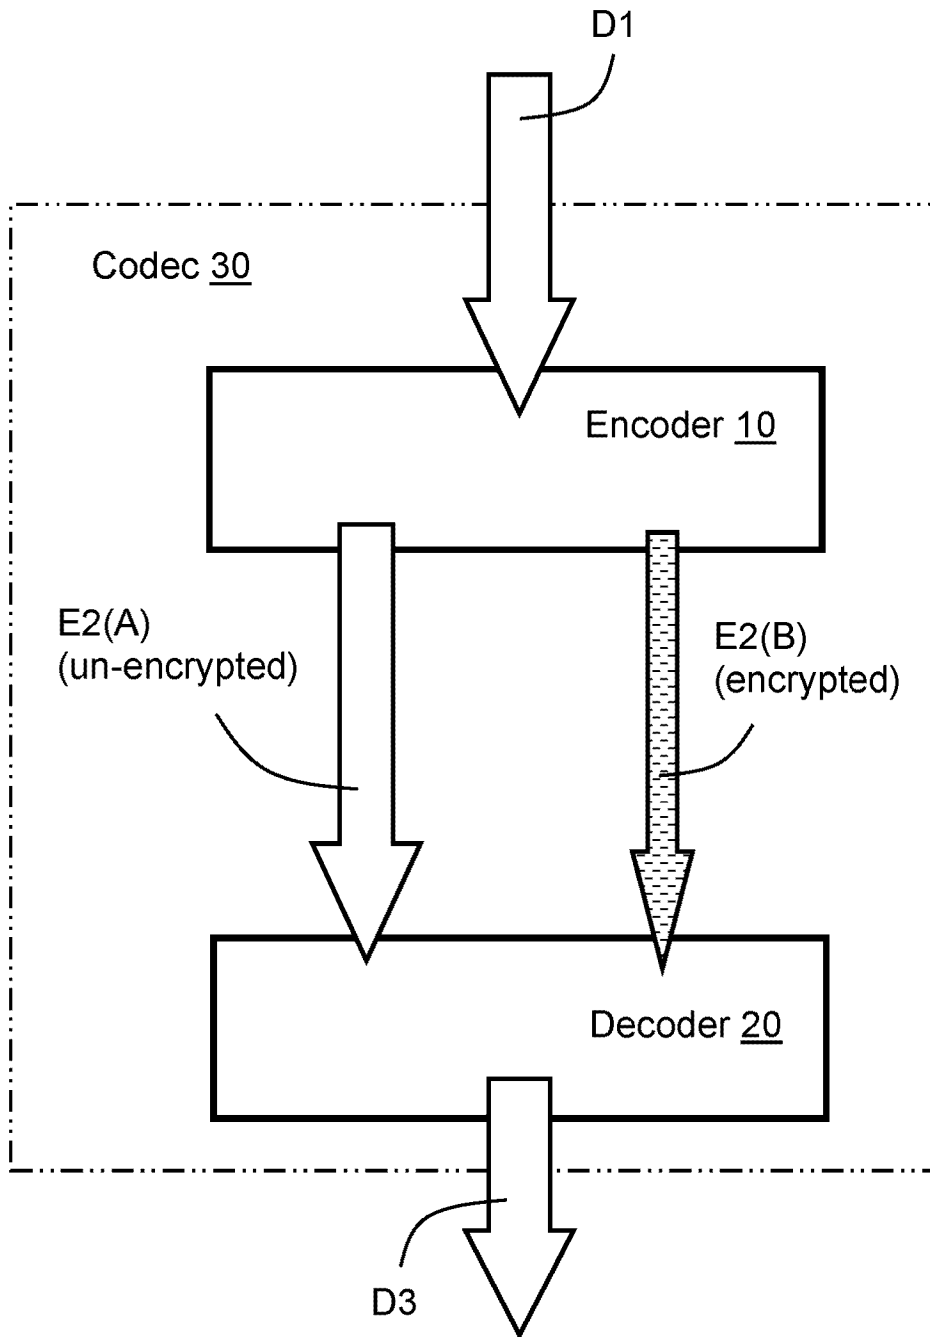 D1
Codec 30
Encoder 10
E2(A)
(un-encrypted)
E2(B)
(encrypted)
Decoder 20
D3